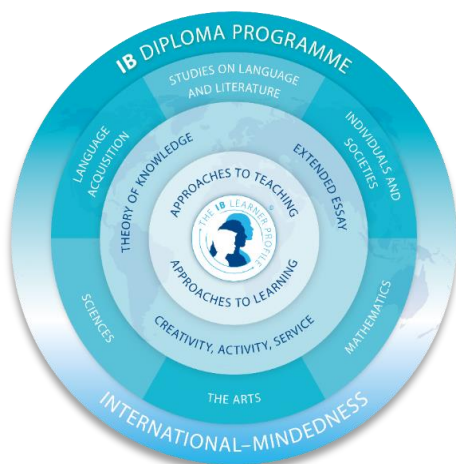 IB DIPLOMA PROGRAMME
STUDIES ON LANGUAGE
AND LITERATURE
LANGUAGE
ACQUISITION
INDIVIDUALS AND
SOCIETIES
THEORY OF KNOWLEDGE
EXTENDED ESSAY
APPROACHES TO TEACHING
THE IB LEARNER PROFILE
®
APPROACHES TO LEARNING
CREATIVITY, ACTIVITY, SERVICE
SCIENCES
MATHEMATICS
THE ARTS
INTERNATIONAL–MINDEDNESS